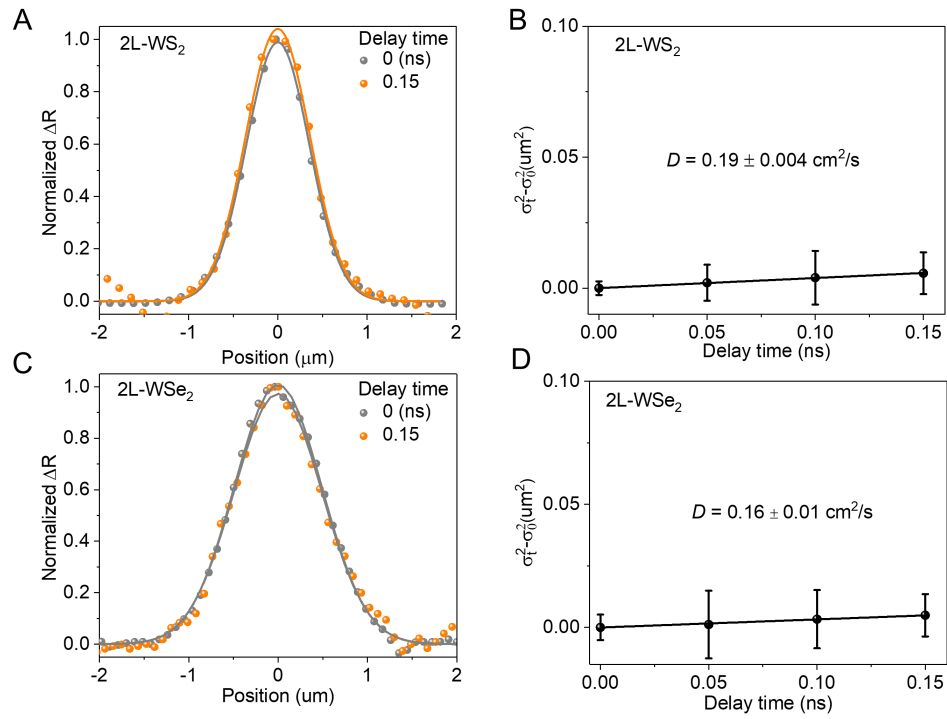 A
2L-WS₂
Delay time
0 (ns)
0.15
1.0
0.8
0.6
0.4
0.2
0.0
Normalized ΔR
-2
-1
0
1
2
Position (μm)
B
2L-WS₂
0.10
0.05
0.00
σₜ²-σ₀²(um²)
D = 0.19 ± 0.004 cm²/s
0.00
0.05
0.10
0.15
Delay time (ns)
C
2L-WSe₂
Delay time
0 (ns)
0.15
1.0
0.8
0.6
0.4
0.2
0.0
Normalized ΔR
-2
-1
0
1
2
Position (um)
D
2L-WSe₂
0.10
0.05
0.00
σₜ²-σ₀²(um²)
D = 0.16 ± 0.01 cm²/s
0.00
0.05
0.10
0.15
Delay time (ns)